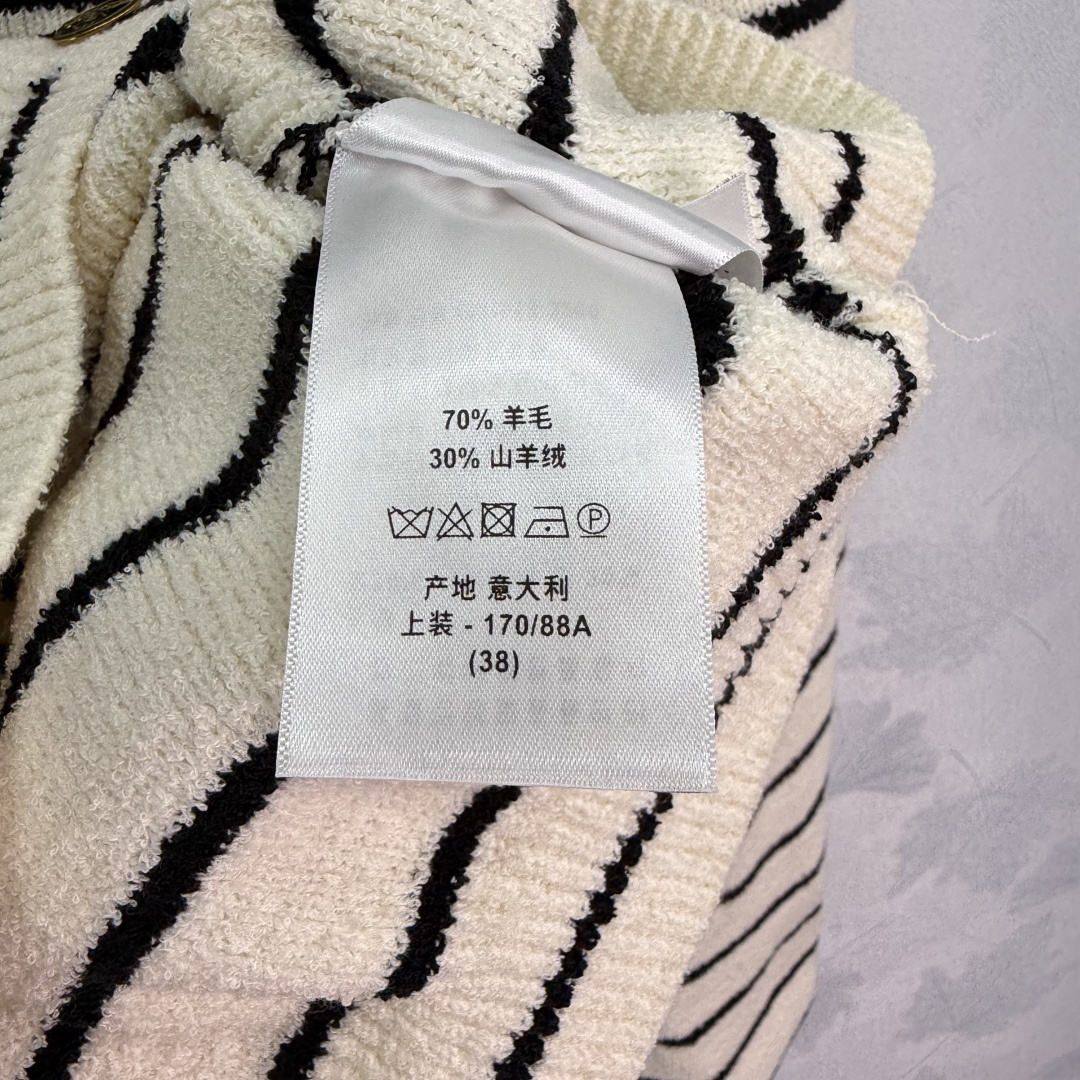 70% 羊毛
30% 山羊绒
P
产地 意大利
上装 - 170/88A
(38)